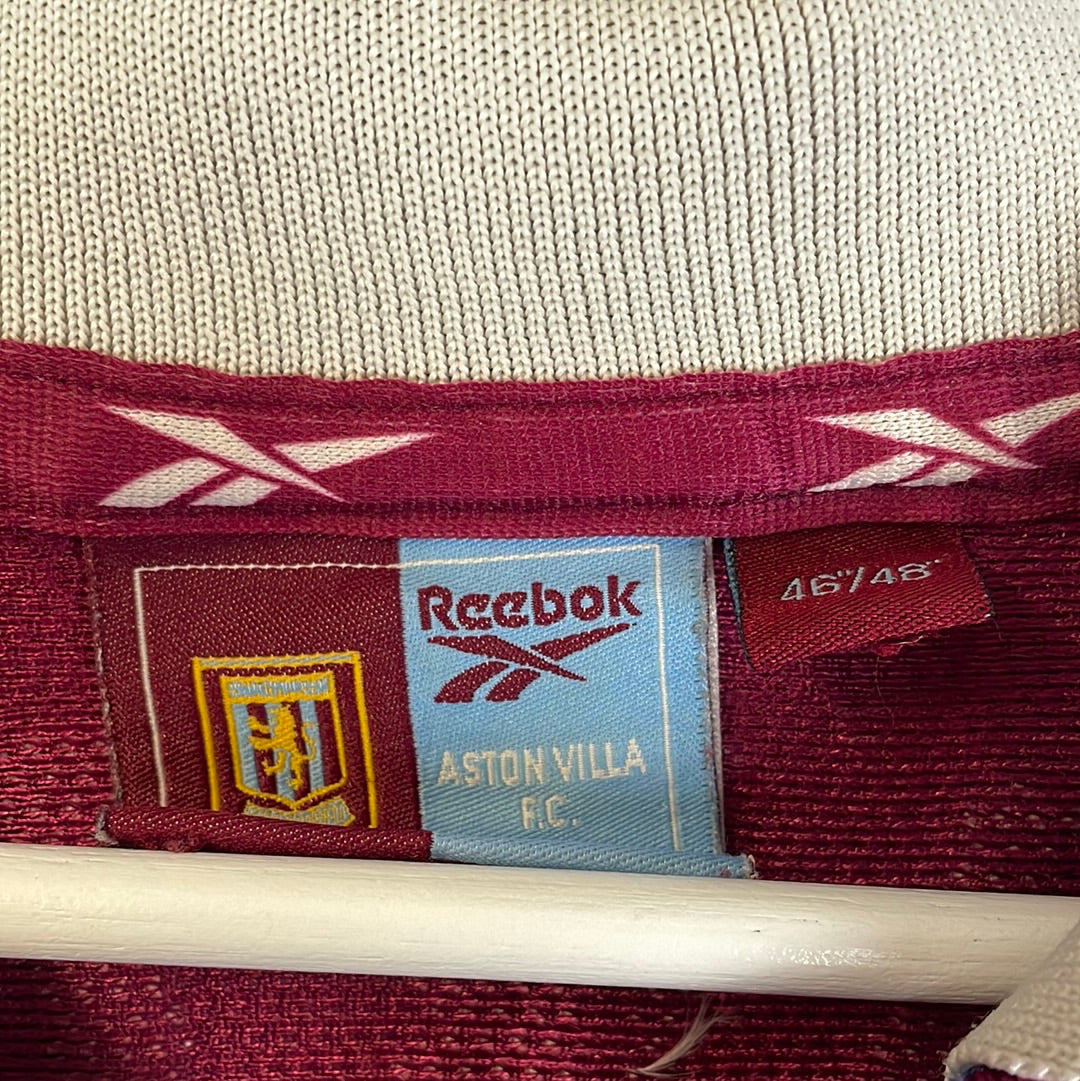 Reebok
46"/48"
ASTON VILLA
F.C.